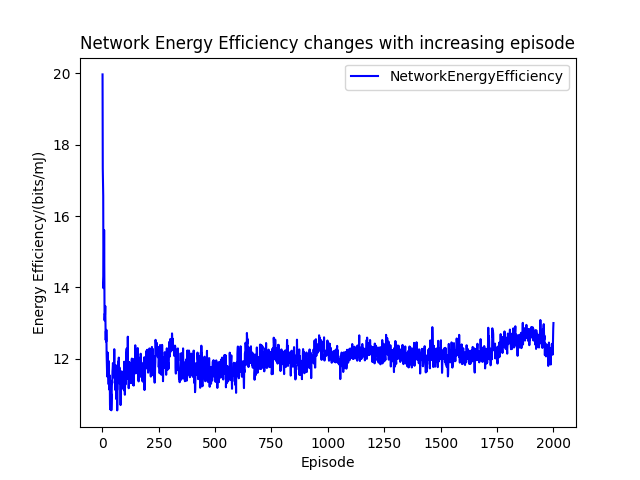 Network Energy Efficiency changes with increasing episode
NetworkEnergyEfficiency
Energy Efficiency/(bits/mJ)
20
18
16
14
12
0 250 500 750 1000 1250 1500 1750 2000
Episode